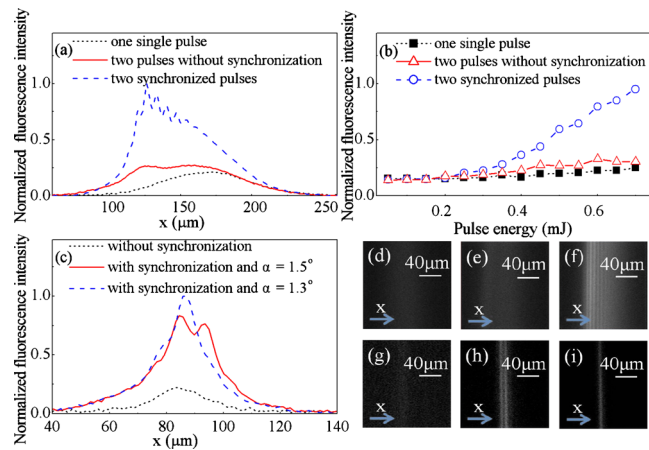 Normalized fluorescence intensity
(a)
one single pulse
two pulses without synchronization
two synchronized pulses
1.0
0.5
0.0
100
150
200
250
x (μm)
Normalized fluorescence intensity
(b)
one single pulse
two pulses without synchronization
two synchronized pulses
1.0
0.5
0.0
0.2
0.4
0.6
Pulse energy (mJ)
Normalized fluorescence intensity
(c)
without synchronization
with synchronization and α = 1.5°
with synchronization and α = 1.3°
1.0
0.75
0.5
0.25
0.0
40
60
80
100
120
140
x (μm)
(d)
40μm
x
(e)
40μm
x
(f)
40μm
x
(g)
40μm
x
(h)
40μm
x
(i)
40μm
x